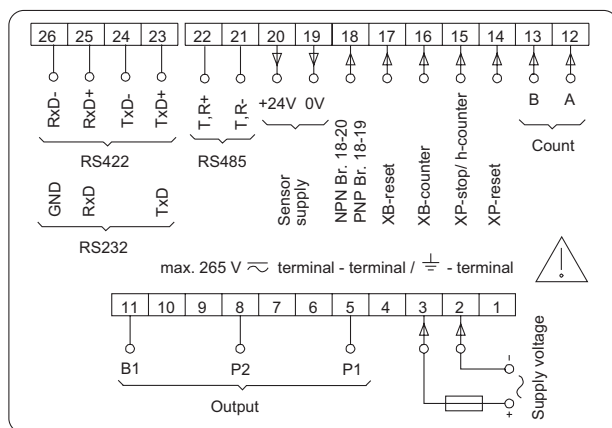 26 25 24 23 22 21 20 19 18 17 16 15 14 13 12
RxD- RxD+ TxD- TxD+ T,R+ T,R- +24V 0V B A
RS422 RS485 Sensor supply Count
NPN Br. 18-20
PNP Br. 18-19
XB-reset
XB-counter
XP-stop/ h-counter
XP-reset
GND RxD TxD
RS232
max. 265 V ⎓ terminal - terminal / ⏚ - terminal
!
11 10 9 8 7 6 5 4 3 2 1
B1 P2 P1
Output
- ~ +
Supply voltage